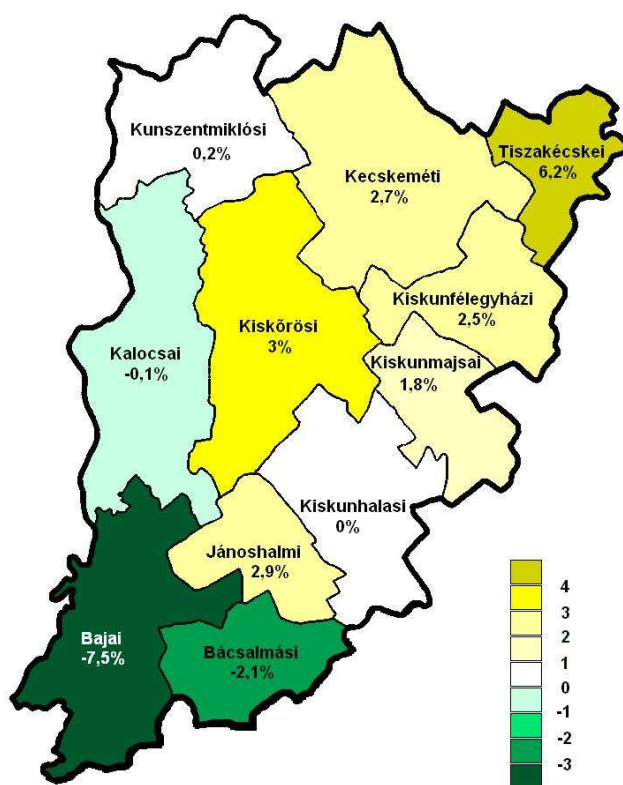 Kunszentmiklósi
0,2%
Kecskeméti
2,7%
Tiszakécskei
6,2%
Kiskunfélegyházi
2,5%
Kiskõrösi
3%
Kalocsai
-0,1%
Kiskunmajsai
1,8%
Kiskunhalasi
0%
Jánoshalmi
2,9%
Bajai
-7,5%
Bácsalmási
-2,1%
4
3
2
1
0
-1
-2
-3